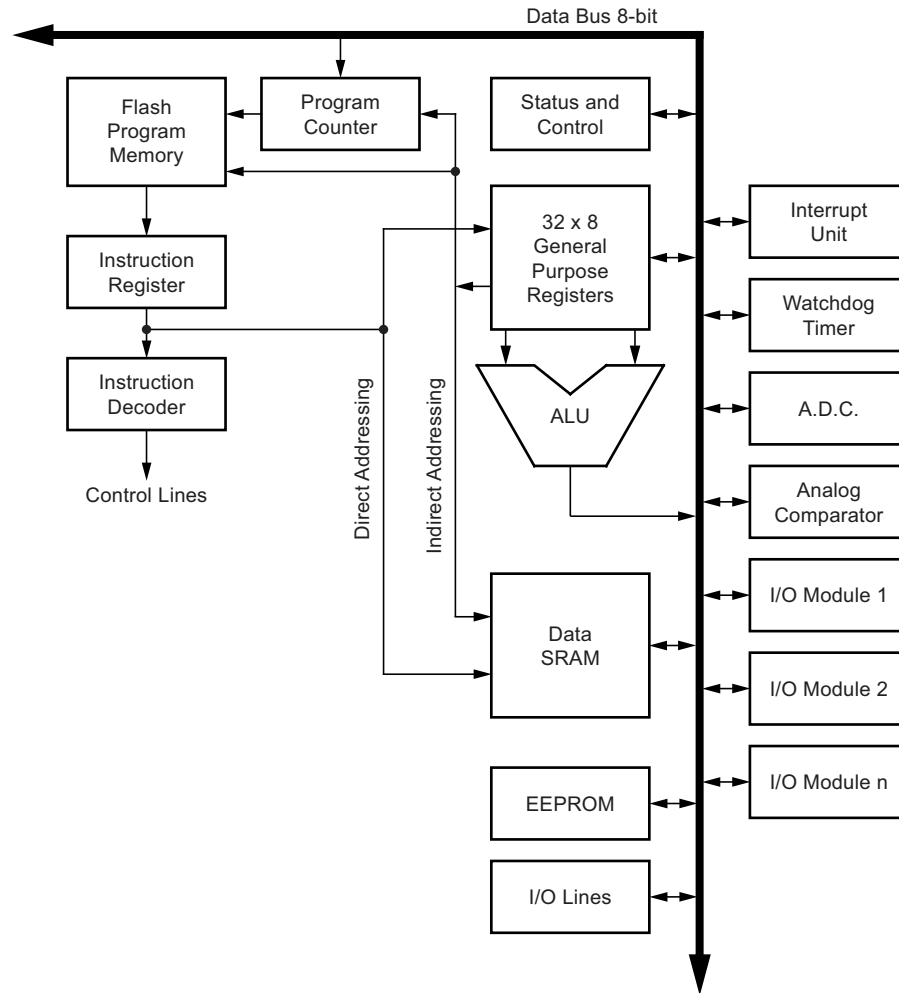 Data Bus 8-bit
Flash
Program
Memory
Program
Counter
Status and
Control
32 x 8
General
Purpose
Registers
Interrupt
Unit
Instruction
Register
Watchdog
Timer
Instruction
Decoder
Direct Addressing
Indirect Addressing
ALU
A.D.C.
Control Lines
Analog
Comparator
I/O Module 1
Data
SRAM
I/O Module 2
I/O Module n
EEPROM
I/O Lines